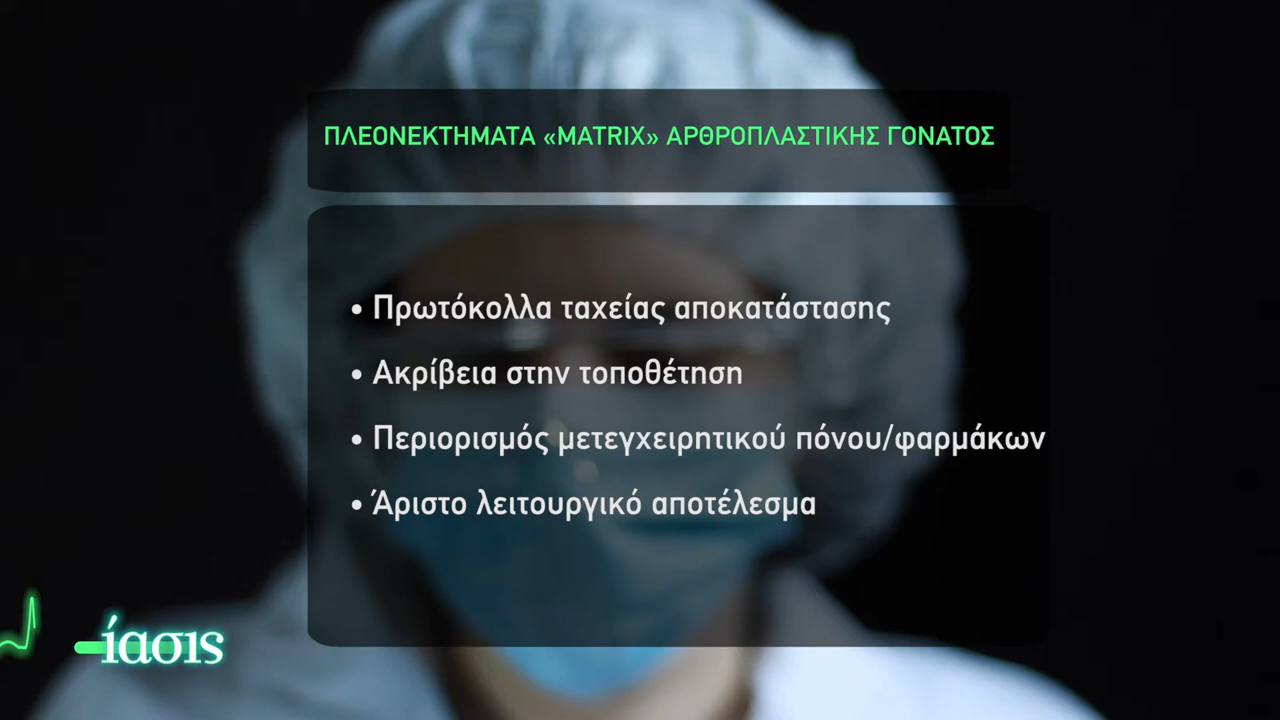 ΠΛΕΟΝΕΚΤΗΜΑΤΑ «MATRIX» ΑΡΘΡΟΠΛΑΣΤΙΚΗΣ ΓΟΝΑΤΟΣ
• Πρωτόκολλα ταχείας αποκατάστασης
• Ακρίβεια στην τοποθέτηση
• Περιορισμός μετεγχειρητικού πόνου/φαρμάκων
• Άριστο λειτουργικό αποτέλεσμα
ίασις